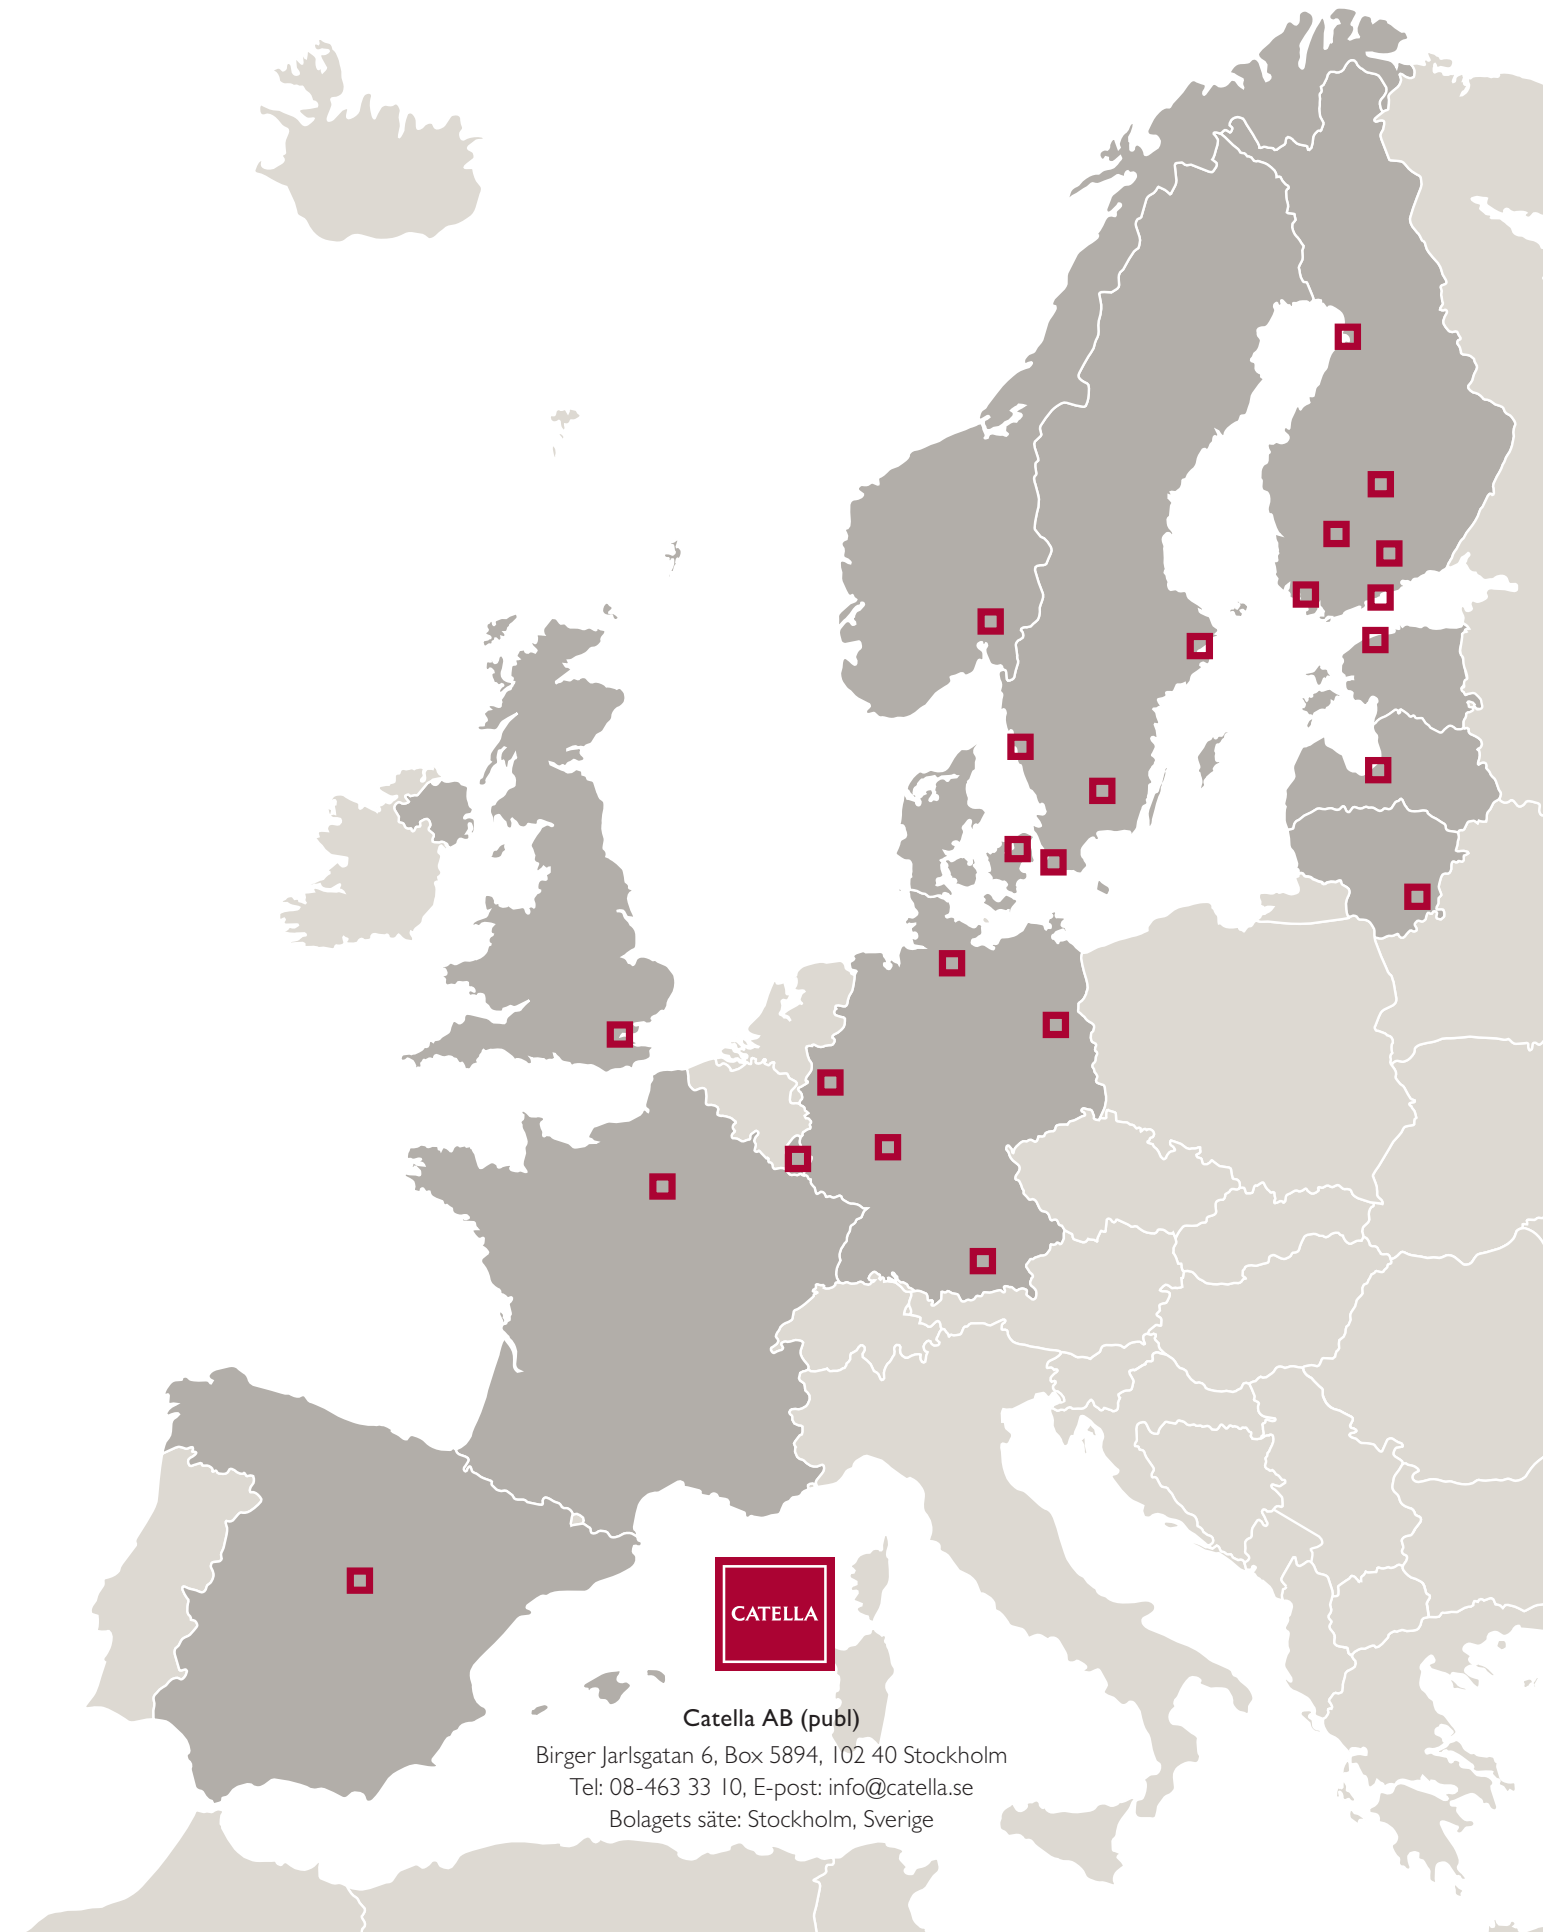 CATELLA
Catella AB (publ)
Birger Jarlsgatan 6, Box 5894, 102 40 Stockholm
Tel: 08-463 33 10, E-post: info@catella.se
Bolagets säte: Stockholm, Sverige